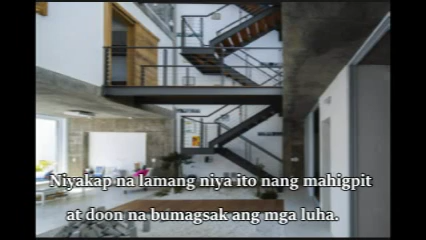 Niyakap na lamang niya ito nang mahigpit
at doon na bumagsak ang mga luha.